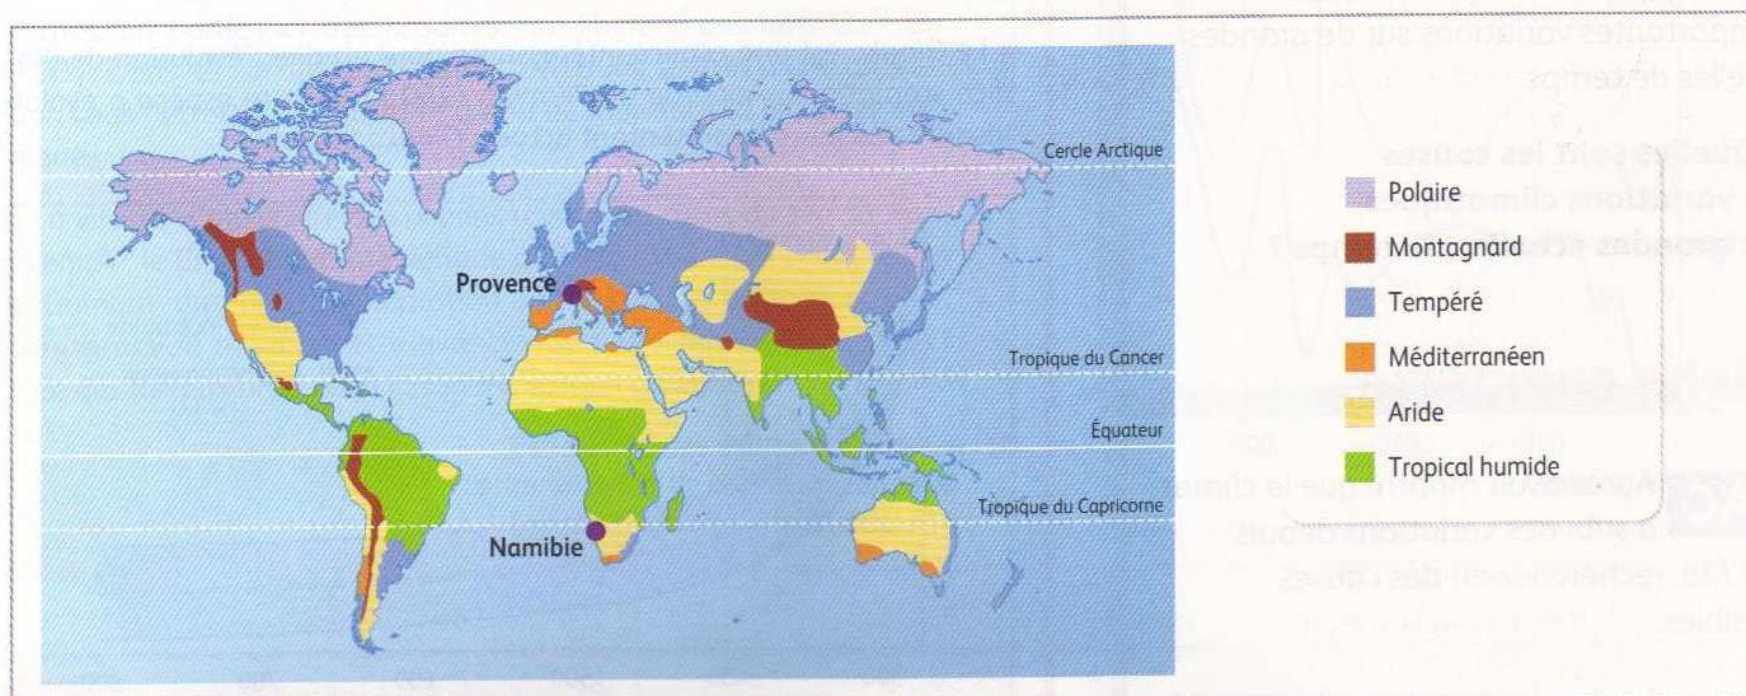 Cercle Arctique
Provence
Tropique du Cancer
Équateur
Tropique du Capricorne
Namibie
Polaire
Montagnard
Tempéré
Méditerranéen
Aride
Tropical humide